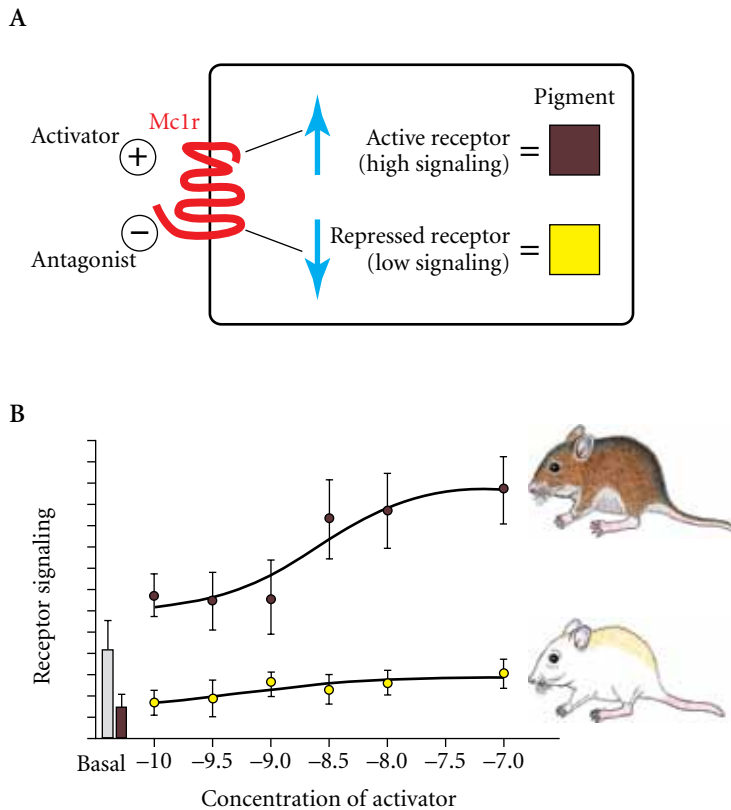 A
Pigment
Mc1r
Activator
+
Active receptor
(high signaling)
=
−
Antagonist
Repressed receptor
(low signaling)
=
B
Receptor signaling
Basal
−10
−9.5
−9.0
−8.5
−8.0
−7.5
−7.0
Concentration of activator